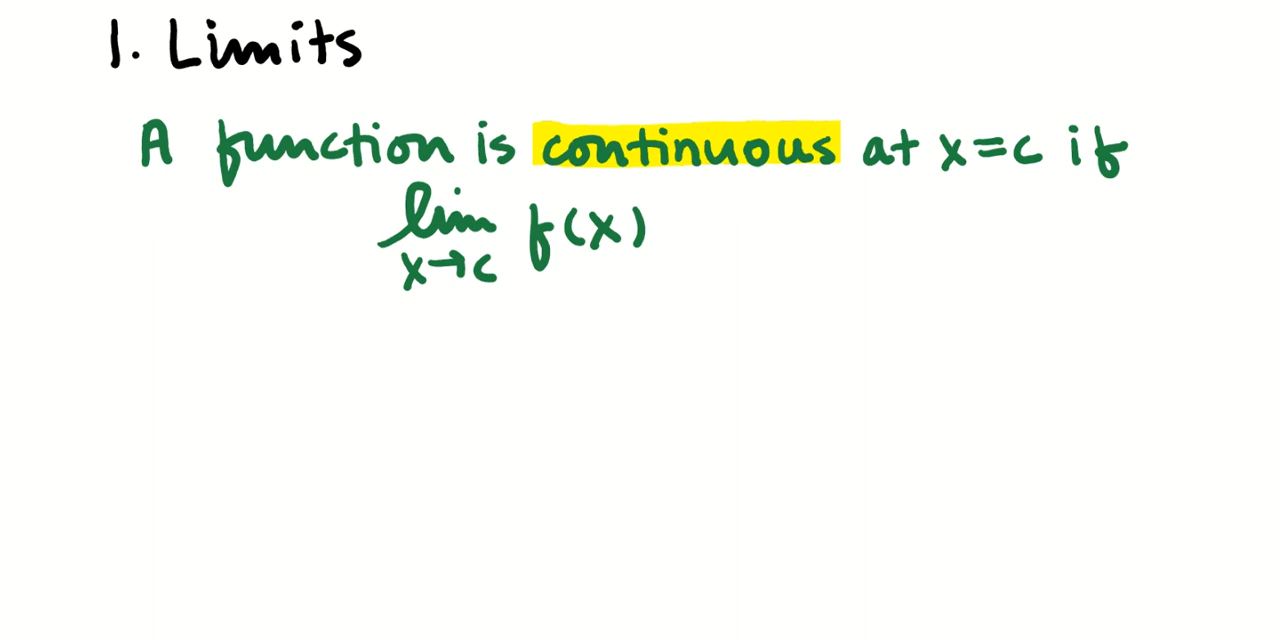 1. Limits
A function is continuous at x=c if
lim f(x)
x→c